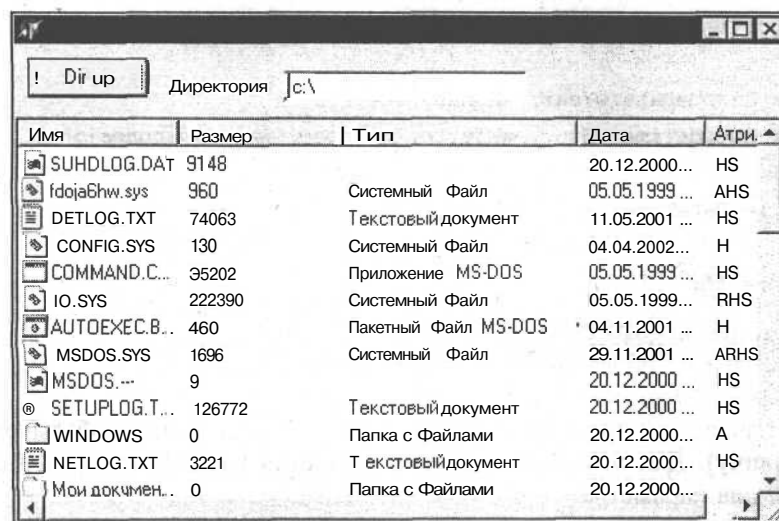 ! Dir up Директория c:\
Имя Размер Тип Дата Атри.
SUHDLOG.DAT 9148 20.12.2000... HS
fdoja6hw.sys 960 Системный Файл 05.05.1999 ... AHS
DETLOG.TXT 74063 Текстовый документ 11.05.2001 ... HS
CONFIG.SYS 130 Системный Файл 04.04.2002... H
COMMAND.C... Э5202 Приложение MS-DOS 05.05.1999 ... HS
IO.SYS 222390 Системный Файл 05.05.1999... RHS
AUTOEXEC.B... 460 Пакетный Файл MS-DOS 04.11.2001 ... H
MSDOS.SYS 1696 Системный Файл 29.11.2001 ... ARHS
MSDOS.--- 9 20.12.2000 ... HS
® SETUPLOG.T... 126772 Текстовый документ 20.12.2000 ... HS
WINDOWS 0 Папка с Файлами 20.12.2000... A
NETLOG.TXT 3221 Т екстовый документ 20.12.2000... HS
Мои докумен... 0 Папка с Файлами 20.12.2000...